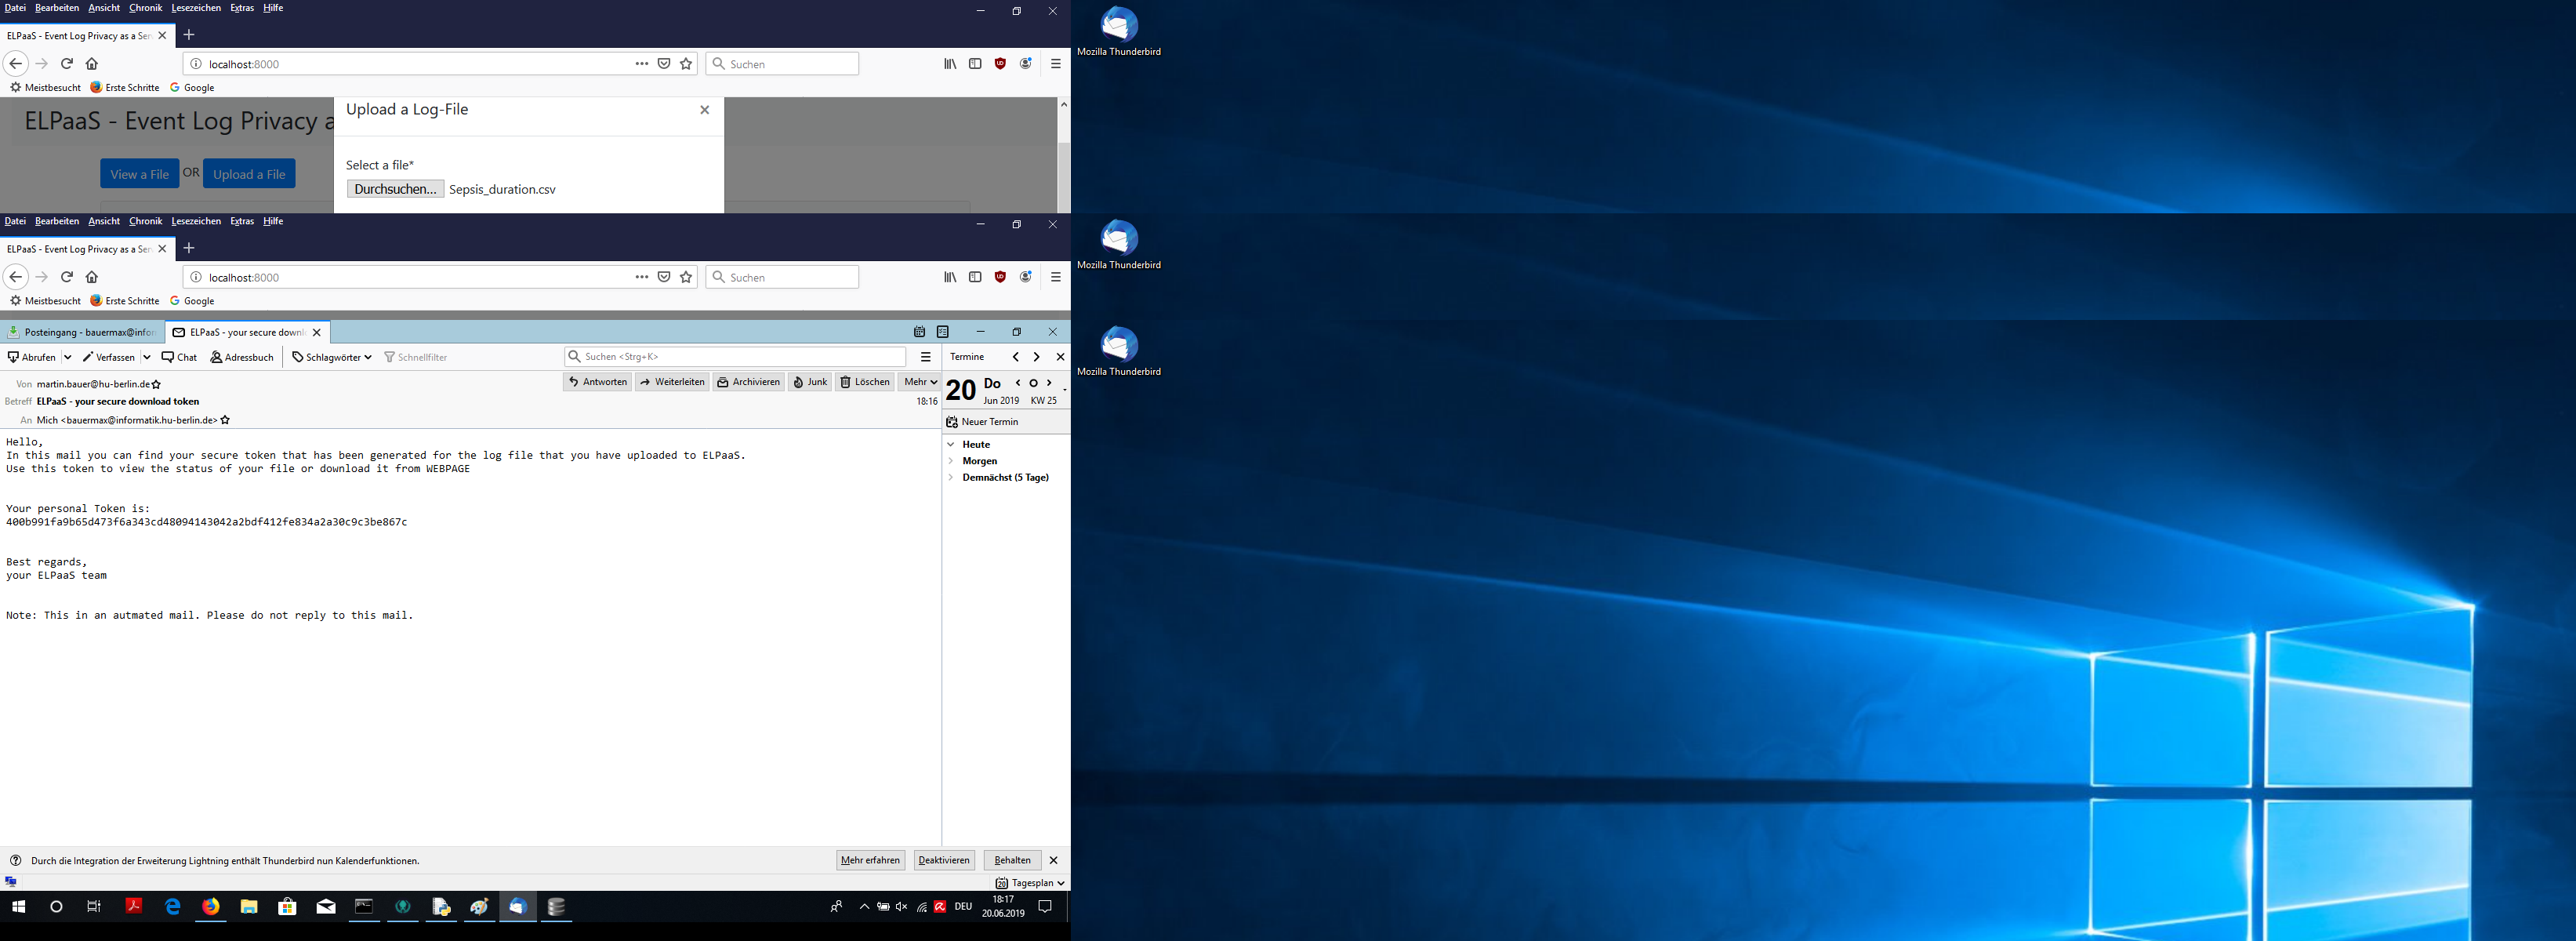 Datei Bearbeiten Ansicht Chronik Lesezeichen Extras Hilfe
ELPaaS - Event Log Privacy as a Ser
localhost:8000
Suchen
Meistbesucht Erste Schritte Google
ELPaaS - Event Log Privacy a
Upload a Log-File
View a File OR Upload a File
Select a file*
Durchsuchen... Sepsis_duration.csv
Mozilla Thunderbird
Datei Bearbeiten Ansicht Chronik Lesezeichen Extras Hilfe
ELPaaS - Event Log Privacy as a Ser
localhost:8000
Suchen
Meistbesucht Erste Schritte Google
Mozilla Thunderbird
Posteingang - bauermax@infor
ELPaaS - your secure downl
Abrufen Verfassen Chat Adressbuch Schlagwörter Schnellfilter
Suchen <Strg+K>
Termine
Von martin.bauer@hu-berlin.de
Antworten Weiterleiten Archivieren Junk Löschen Mehr
Betreff ELPaaS - your secure download token
18:16
An Mich <bauermax@informatik.hu-berlin.de>
20 Do
Jun 2019 KW 25
Neuer Termin
Heute
Morgen
Demnächst (5 Tage)
Hello,
In this mail you can find your secure token that has been generated for the log file that you have uploaded to ELPaaS.
Use this token to view the status of your file or download it from WEBPAGE
Your personal Token is:
400b991fa9b65d473f6a343cd48094143042a2bdf412fe834a2a30c9c3be867c
Best regards,
your ELPaaS team
Note: This in an autmated mail. Please do not reply to this mail.
Durch die Integration der Erweiterung Lightning enthält Thunderbird nun Kalenderfunktionen.
Mehr erfahren Deaktivieren Behalten
20 Tagesplan
DEU
18:17
20.06.2019
Mozilla Thunderbird